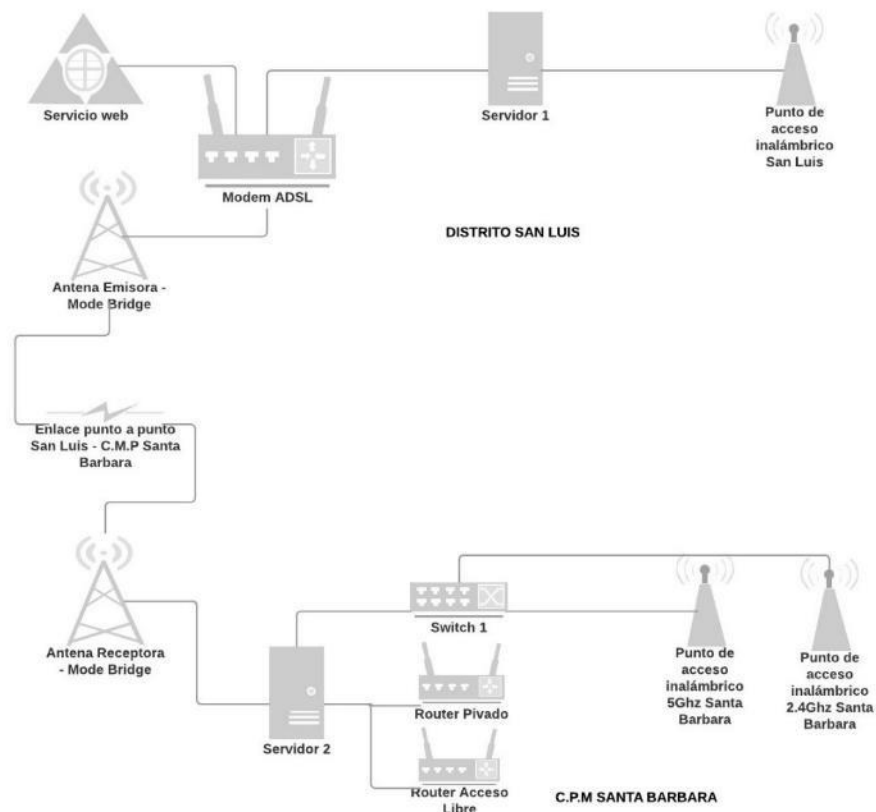 Servicio web
Servidor 1
Punto de
acceso
inalámbrico
San Luis
Modem ADSL
DISTRITO SAN LUIS
Antena Emisora -
Mode Bridge
Enlace punto a punto
San Luis - C.M.P Santa
Barbara
Antena Receptora
- Mode Bridge
Switch 1
Punto de
acceso
inalámbrico
5Ghz Santa
Barbara
Punto de
acceso
inalámbrico
2.4Ghz Santa
Barbara
Router Pivado
Servidor 2
Router Acceso
Libre
C.P.M SANTA BARBARA